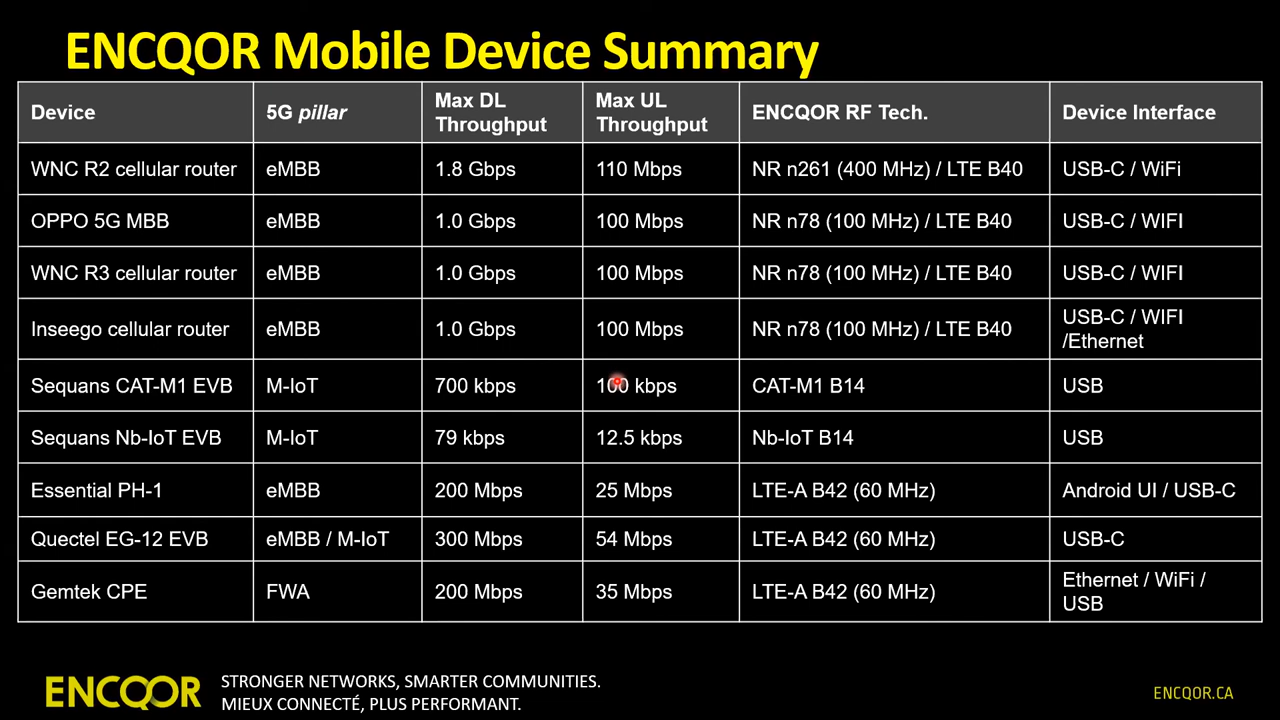 ENCQOR Mobile Device Summary
Device | 5G pillar | Max DL Throughput | Max UL Throughput | ENCQOR RF Tech. | Device Interface
WNC R2 cellular router | eMBB | 1.8 Gbps | 110 Mbps | NR n261 (400 MHz) / LTE B40 | USB-C / WiFi
OPPO 5G MBB | eMBB | 1.0 Gbps | 100 Mbps | NR n78 (100 MHz) / LTE B40 | USB-C / WIFI
WNC R3 cellular router | eMBB | 1.0 Gbps | 100 Mbps | NR n78 (100 MHz) / LTE B40 | USB-C / WIFI
Inseego cellular router | eMBB | 1.0 Gbps | 100 Mbps | NR n78 (100 MHz) / LTE B40 | USB-C / WIFI /Ethernet
Sequans CAT-M1 EVB | M-IoT | 700 kbps | 100 kbps | CAT-M1 B14 | USB
Sequans Nb-IoT EVB | M-IoT | 79 kbps | 12.5 kbps | Nb-IoT B14 | USB
Essential PH-1 | eMBB | 200 Mbps | 25 Mbps | LTE-A B42 (60 MHz) | Android UI / USB-C
Quectel EG-12 EVB | eMBB / M-IoT | 300 Mbps | 54 Mbps | LTE-A B42 (60 MHz) | USB-C
Gemtek CPE | FWA | 200 Mbps | 35 Mbps | LTE-A B42 (60 MHz) | Ethernet / WiFi / USB
ENCQOR
STRONGER NETWORKS, SMARTER COMMUNITIES.
MIEUX CONNECTÉ, PLUS PERFORMANT.
ENCQOR.CA